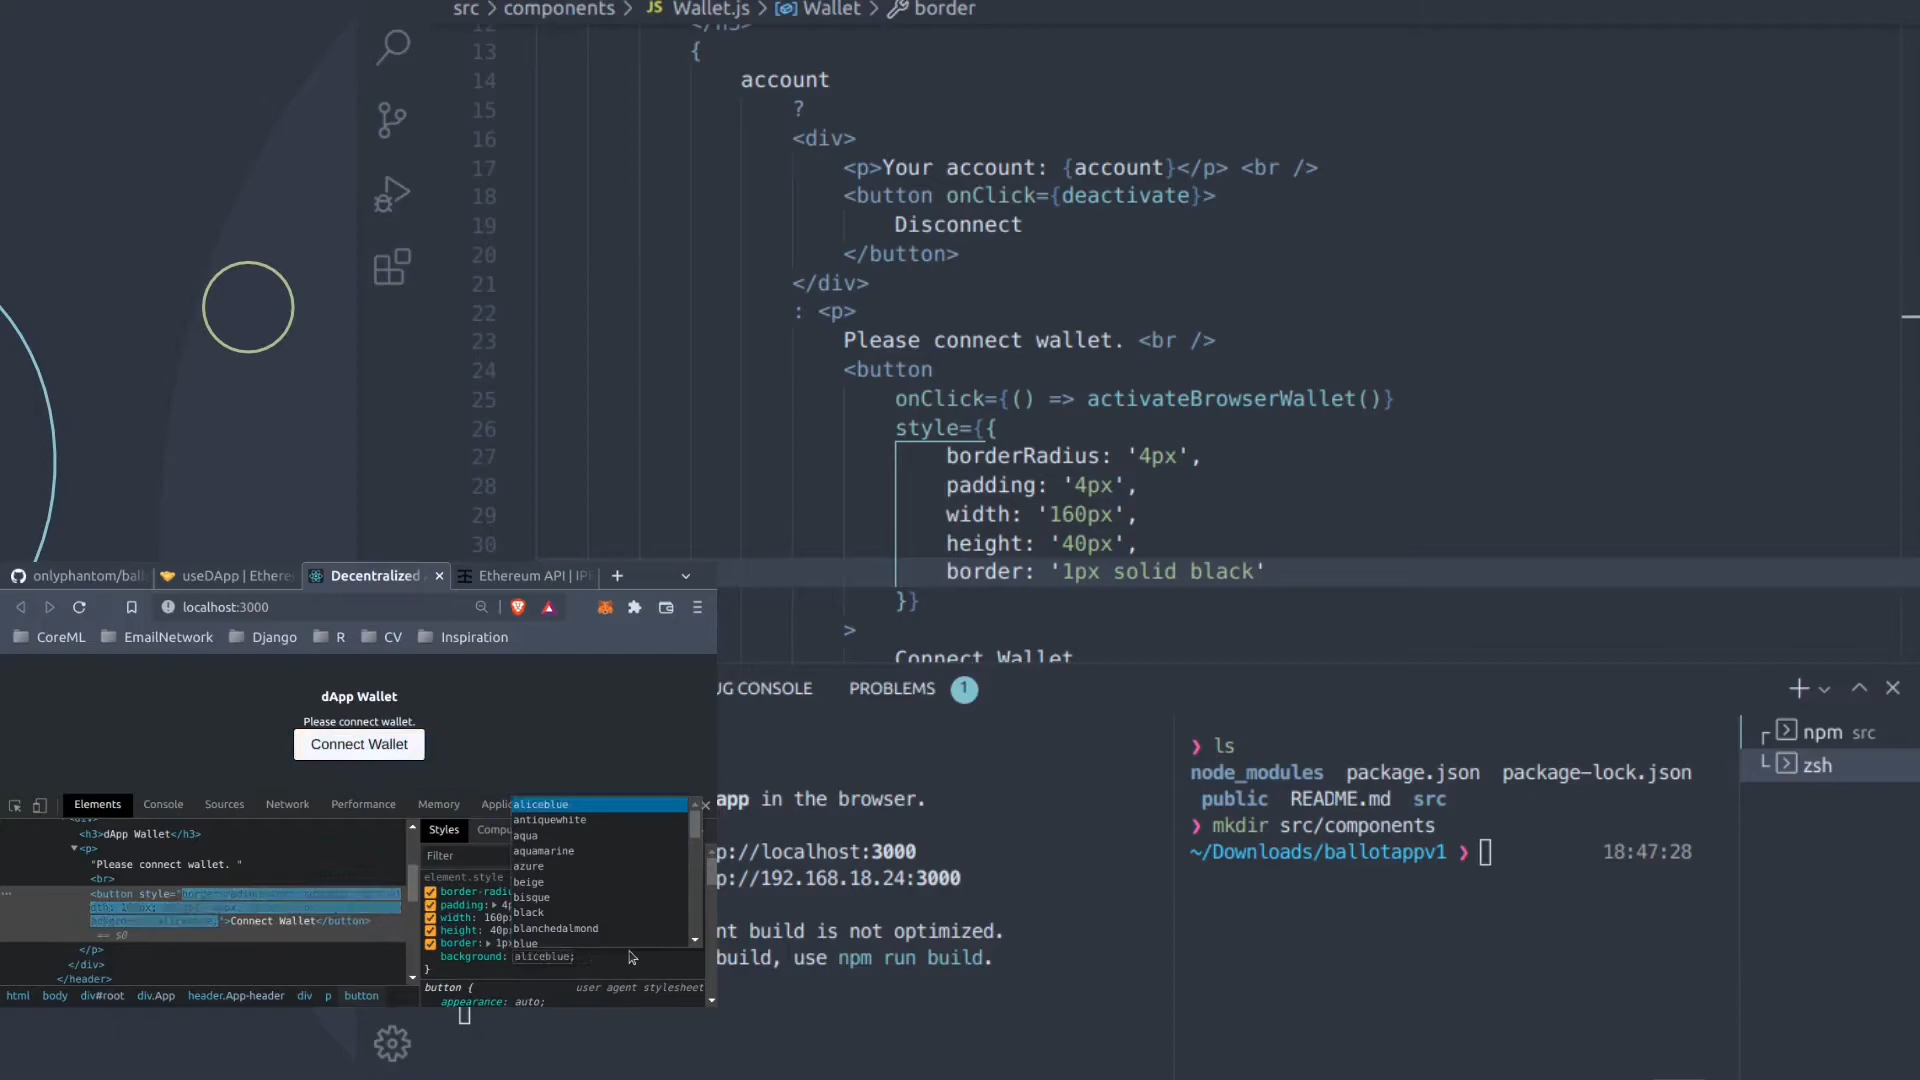 src > components > JS Wallet.js > Wallet > border
13 {
14 account
15 ?
16 <div>
17 <p>Your account: {account}</p> <br />
18 <button onClick={deactivate}>
19 Disconnect
20 </button>
21 </div>
22 : <p>
23 Please connect wallet. <br />
24 <button
25 onClick={() => activateBrowserWallet()}
26 style={{
27 borderRadius: '4px',
28 padding: '4px',
29 width: '160px',
30 height: '40px',
border: '1px solid black'
}}
>
Connect Wallet
onlyphantom/bal
useDApp | Ethere
Decentralized
Ethereum API | IP
localhost:3000
CoreML EmailNetwork Django R CV Inspiration
dApp Wallet
Please connect wallet.
Connect Wallet
Elements Console Sources Network Performance Memory Appli
<h3>dApp Wallet</h3>
<p>
"Please connect wallet. "
<br>
<button style="
">Connect Wallet</button>
== $0
</p>
</div>
</header>
html body div#root div.App header.App-header div p button
Styles Compu
Filter
element.style
border-radi
padding: 4p
width: 160p
height: 40p
border: 1p
background: aliceblue;
}
button { user agent stylesheet
appearance: auto;
aliceblue
antiquewhite
aqua
aquamarine
azure
beige
bisque
black
blanchedalmond
blue
UG CONSOLE PROBLEMS 1
app in the browser.
p://localhost:3000
p://192.168.18.24:3000
nt build is not optimized.
build, use npm run build.
❯ ls
node_modules package.json package-lock.json
public README.md src
❯ mkdir src/components
~/Downloads/ballotappv1 ❯ 18:47:28
npm src
zsh